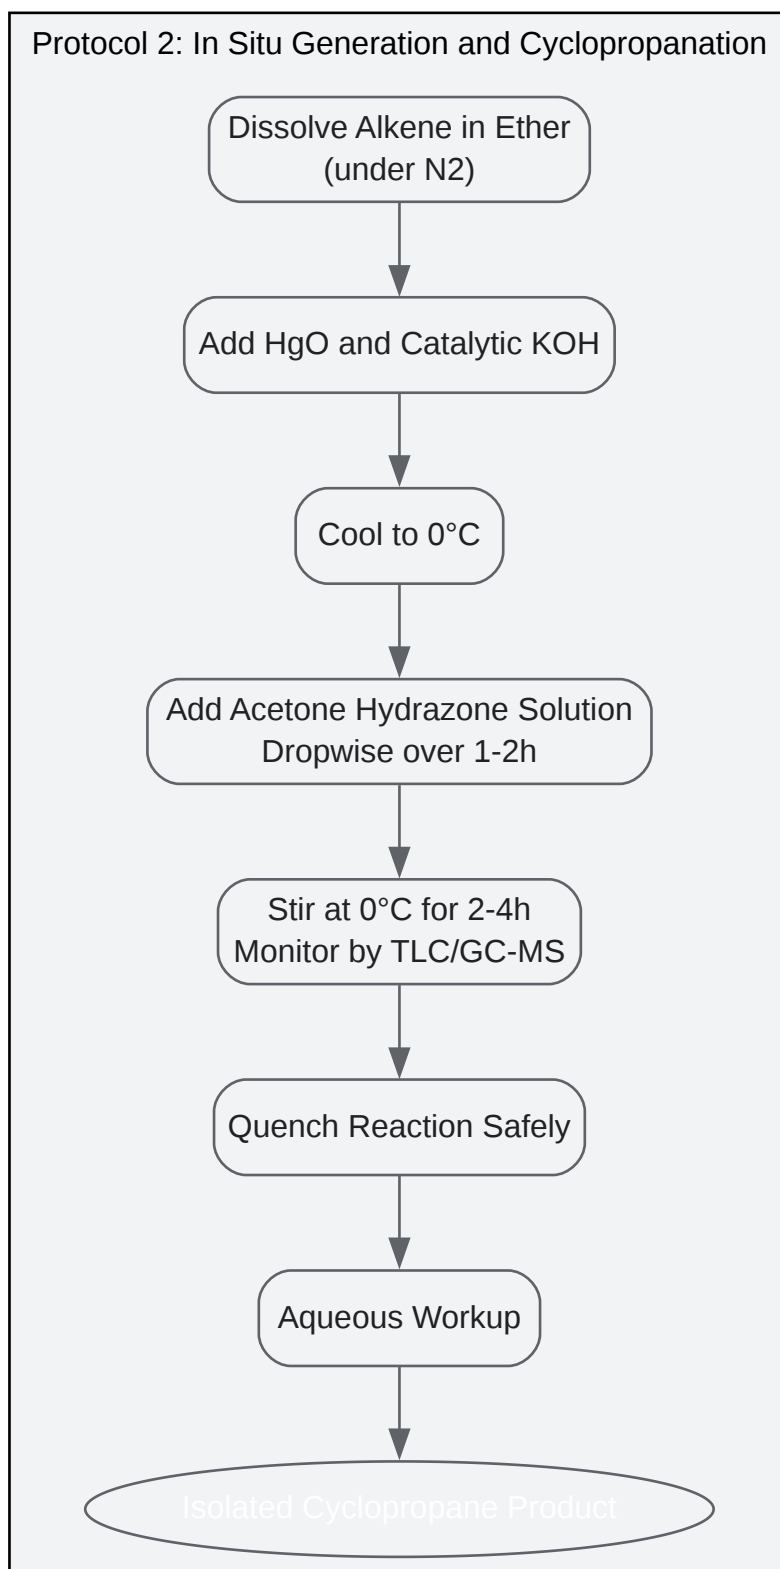 Protocol 2: In Situ Generation and Cyclopropanation
Dissolve Alkene in Ether
(under N2)
Add HgO and Catalytic KOH
Cool to 0°C
Add Acetone Hydrazone Solution
Dropwise over 1-2h
Stir at 0°C for 2-4h
Monitor by TLC/GC-MS
Quench Reaction Safely
Aqueous Workup
Isolated Cyclopropane Product